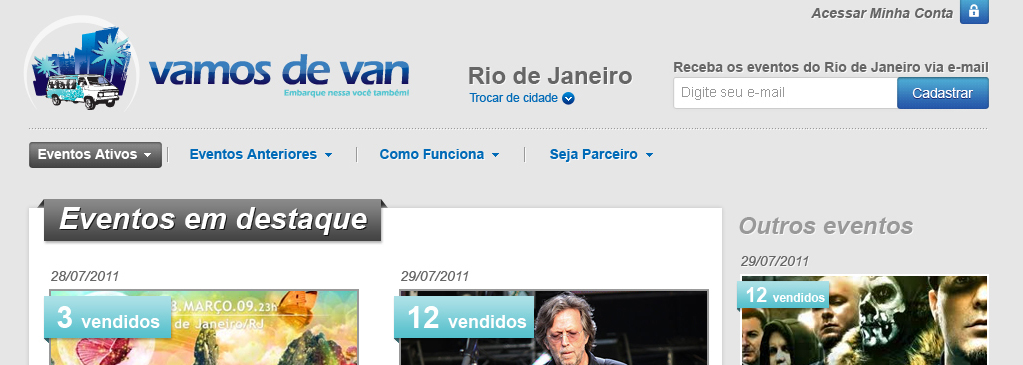 Acessar Minha Conta
vamos de van
Embarque nessa você também!
Rio de Janeiro
Trocar de cidade
Receba os eventos do Rio de Janeiro via e-mail
Digite seu e-mail
Cadastrar
Eventos Ativos
Eventos Anteriores
Como Funciona
Seja Parceiro
Eventos em destaque
28/07/2011
3 vendidos
3.MARÇO.09.23h
de Janeiro/RJ
29/07/2011
12 vendidos
Outros eventos
29/07/2011
12 vendidos